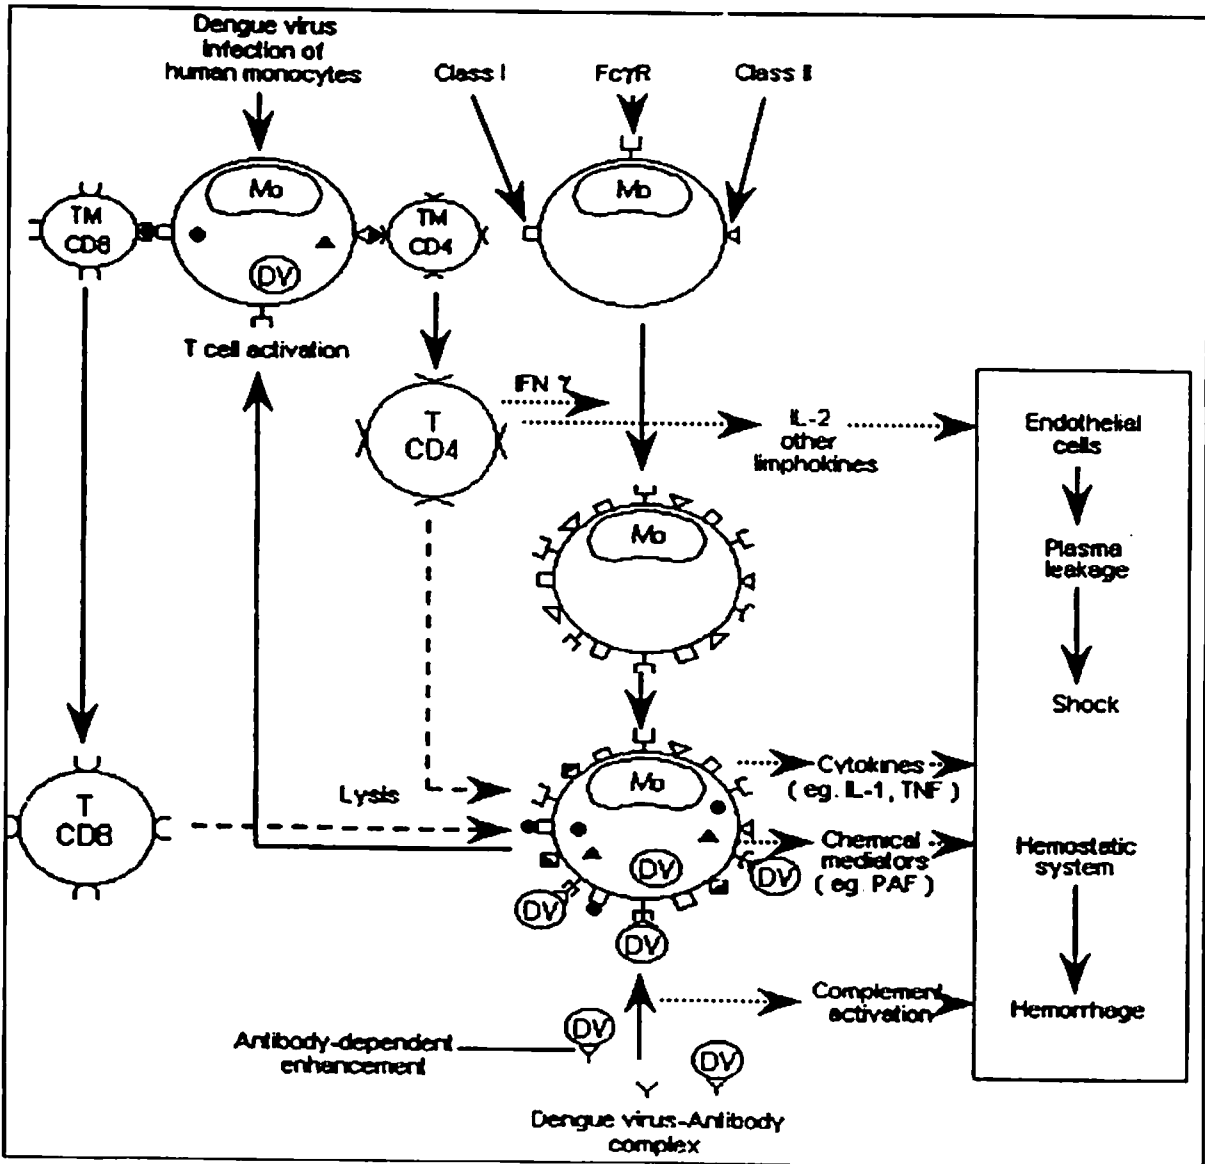 Dengue virus
infection of
human monocytes
Class I
FcγR
Class II
Mo
Mo
TM
CD8
TM
CD4
DV
T cell activation
IFN γ
T
CD4
IL-2
other
limphokines
Endothelial
cells
Mo
Plasma
leakage
Shock
Mo
Cytokines
( eg. IL-1, TNF )
Lysis
T
CD8
DV
Chemical
mediators
( eg. PAF )
DV
Hemostatic
system
DV
DV
Complement
activation
Hemorrhage
Antibody-dependent
enhancement
DV
DV
Dengue virus-Antibody
complex